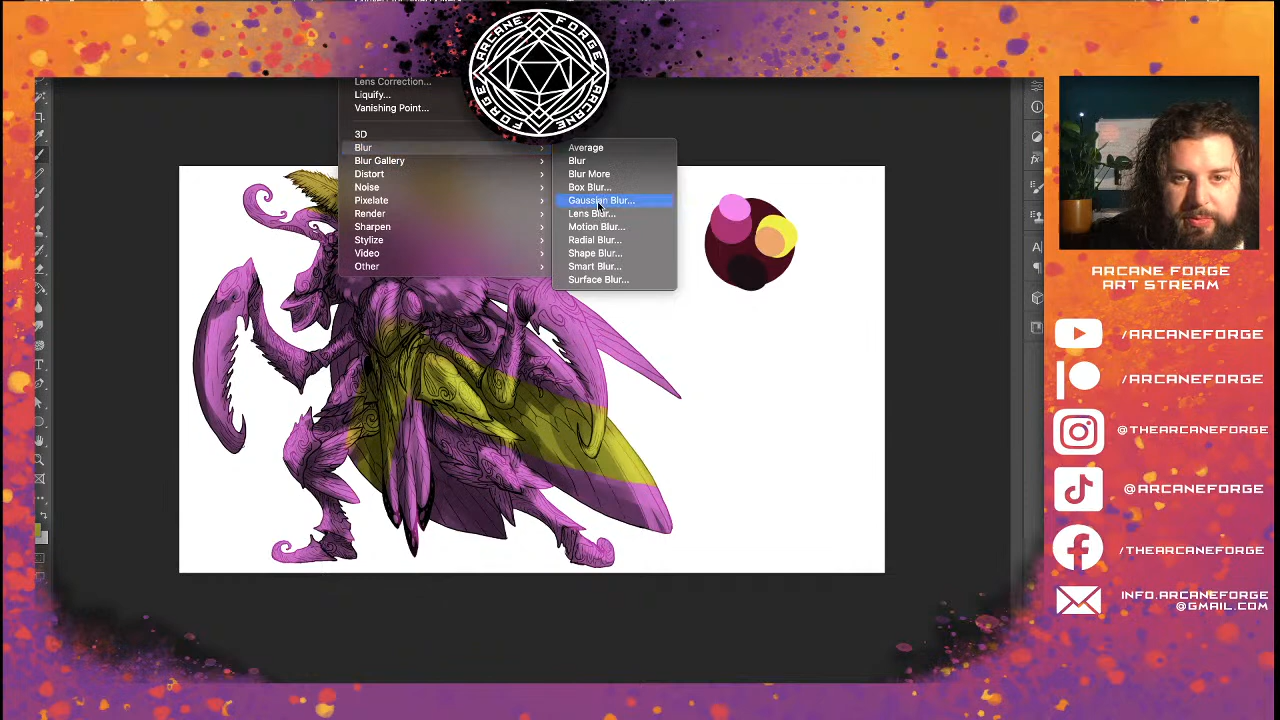 ARCANE FORGE
ARCANE FORGE
Lens Correction...
Liquify...
Vanishing Point...
3D
Blur
Blur Gallery
Distort
Noise
Pixelate
Render
Sharpen
Stylize
Video
Other
Average
Blur
Blur More
Box Blur...
Gaussian Blur...
Lens Blur...
Motion Blur...
Radial Blur...
Shape Blur...
Smart Blur...
Surface Blur...
ARCANE FORGE
ART STREAM
/ARCANEFORGE
/ARCANEFORGE
@THEARCANEFORGE
@ARCANEFORGE
/THEARCANEFORGE
INFO.ARCANEFORGE
@GMAIL.COM